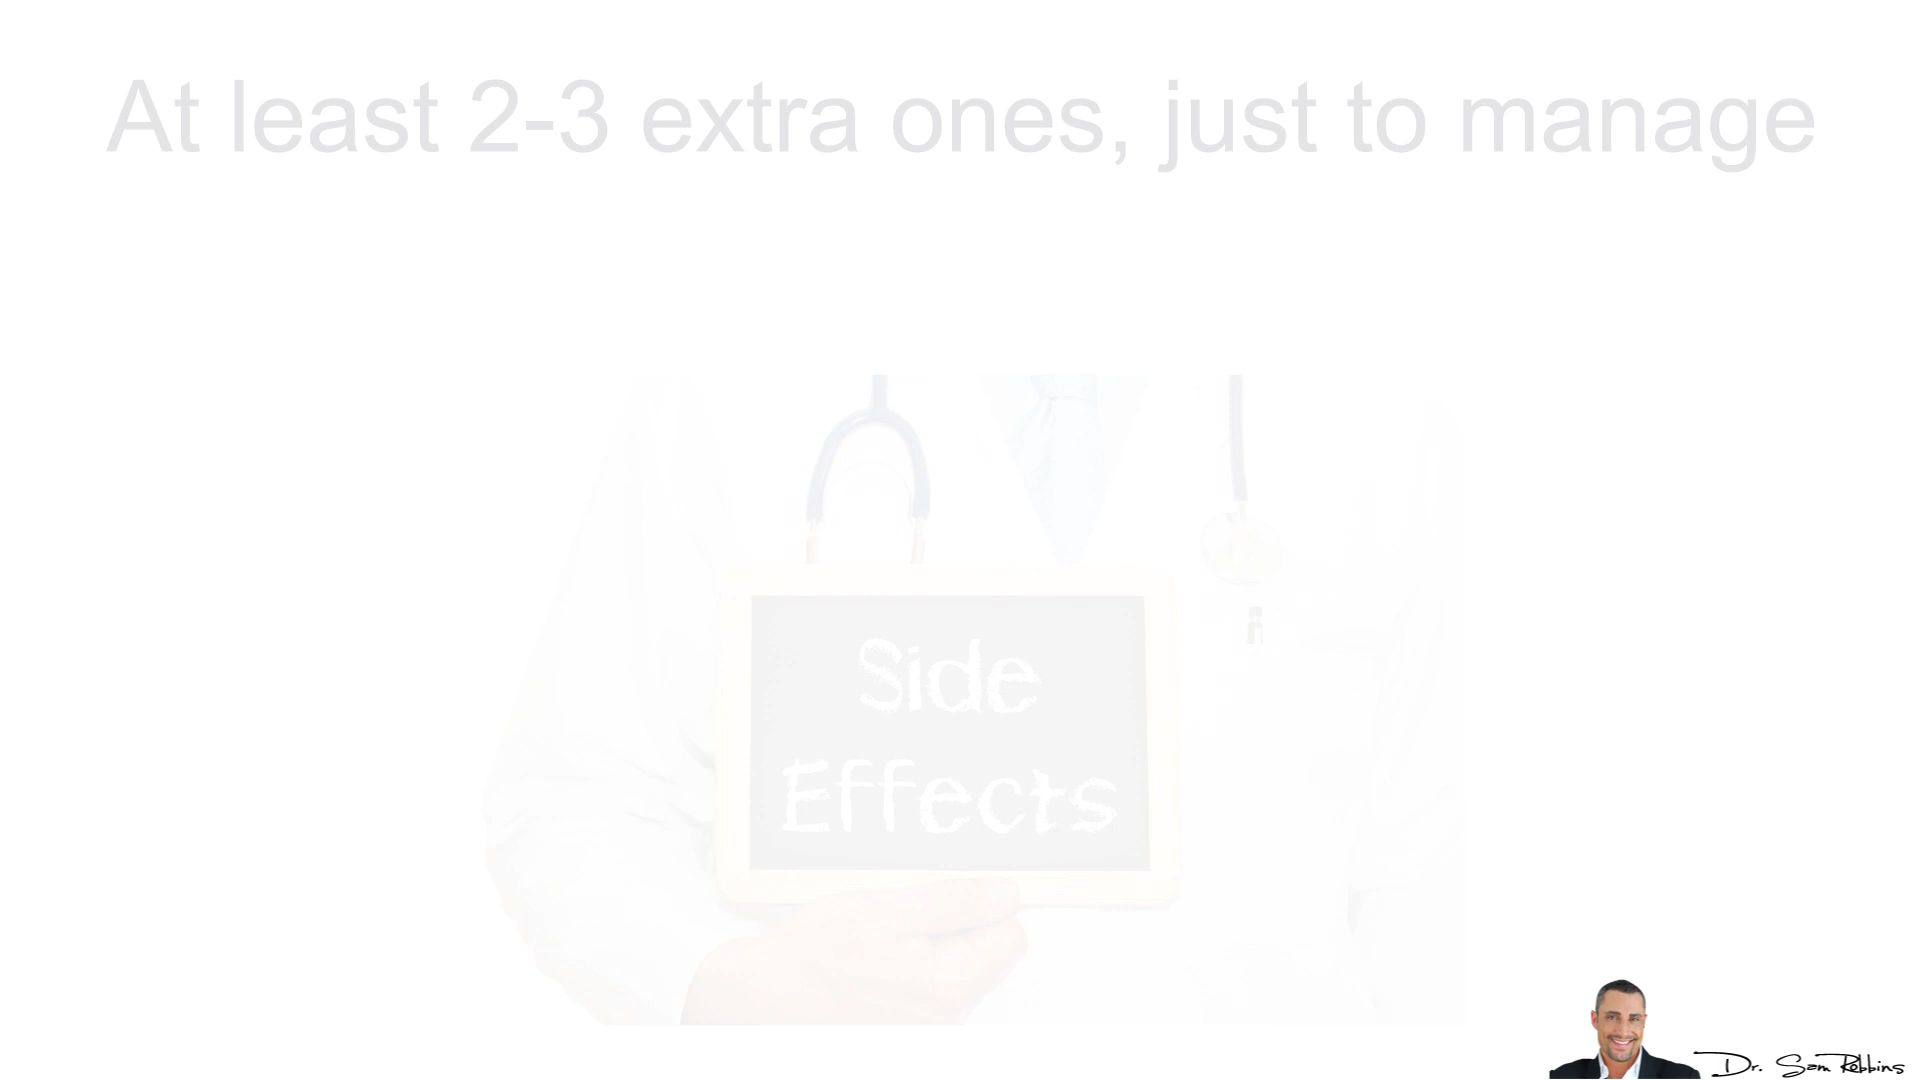 At least 2-3 extra ones, just to manage
Side
Effects
Dr. Sam Robbins